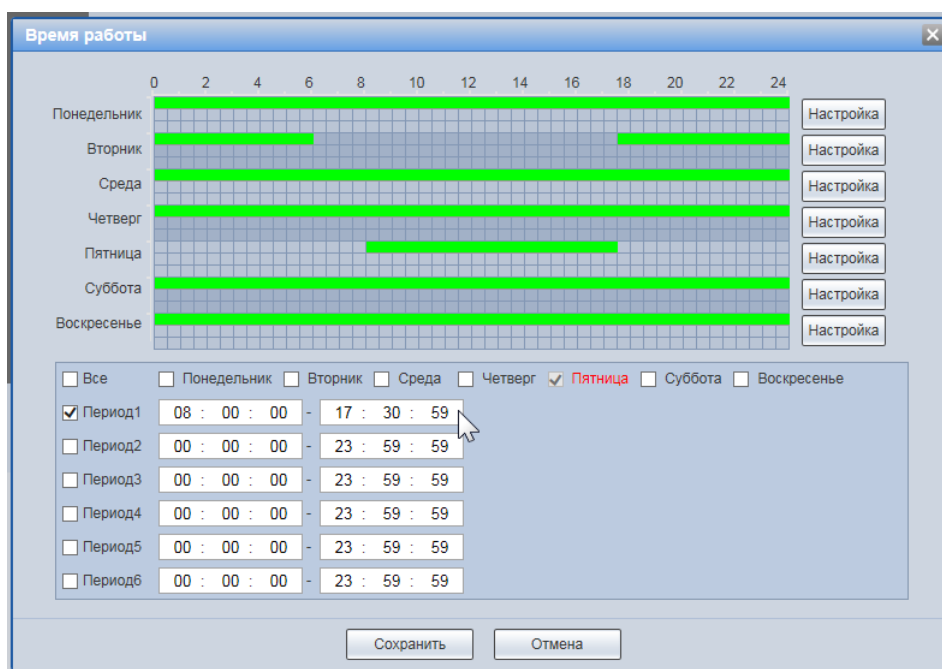 Время работы
0 2 4 6 8 10 12 14 16 18 20 22 24
Понедельник Настройка
Вторник Настройка
Среда Настройка
Четверг Настройка
Пятница Настройка
Суббота Настройка
Воскресенье Настройка
Все Понедельник Вторник Среда Четверг Пятница Суббота Воскресенье
Период1 08 : 00 : 00 - 17 : 30 : 59
Период2 00 : 00 : 00 - 23 : 59 : 59
Период3 00 : 00 : 00 - 23 : 59 : 59
Период4 00 : 00 : 00 - 23 : 59 : 59
Период5 00 : 00 : 00 - 23 : 59 : 59
Период6 00 : 00 : 00 - 23 : 59 : 59
Сохранить Отмена